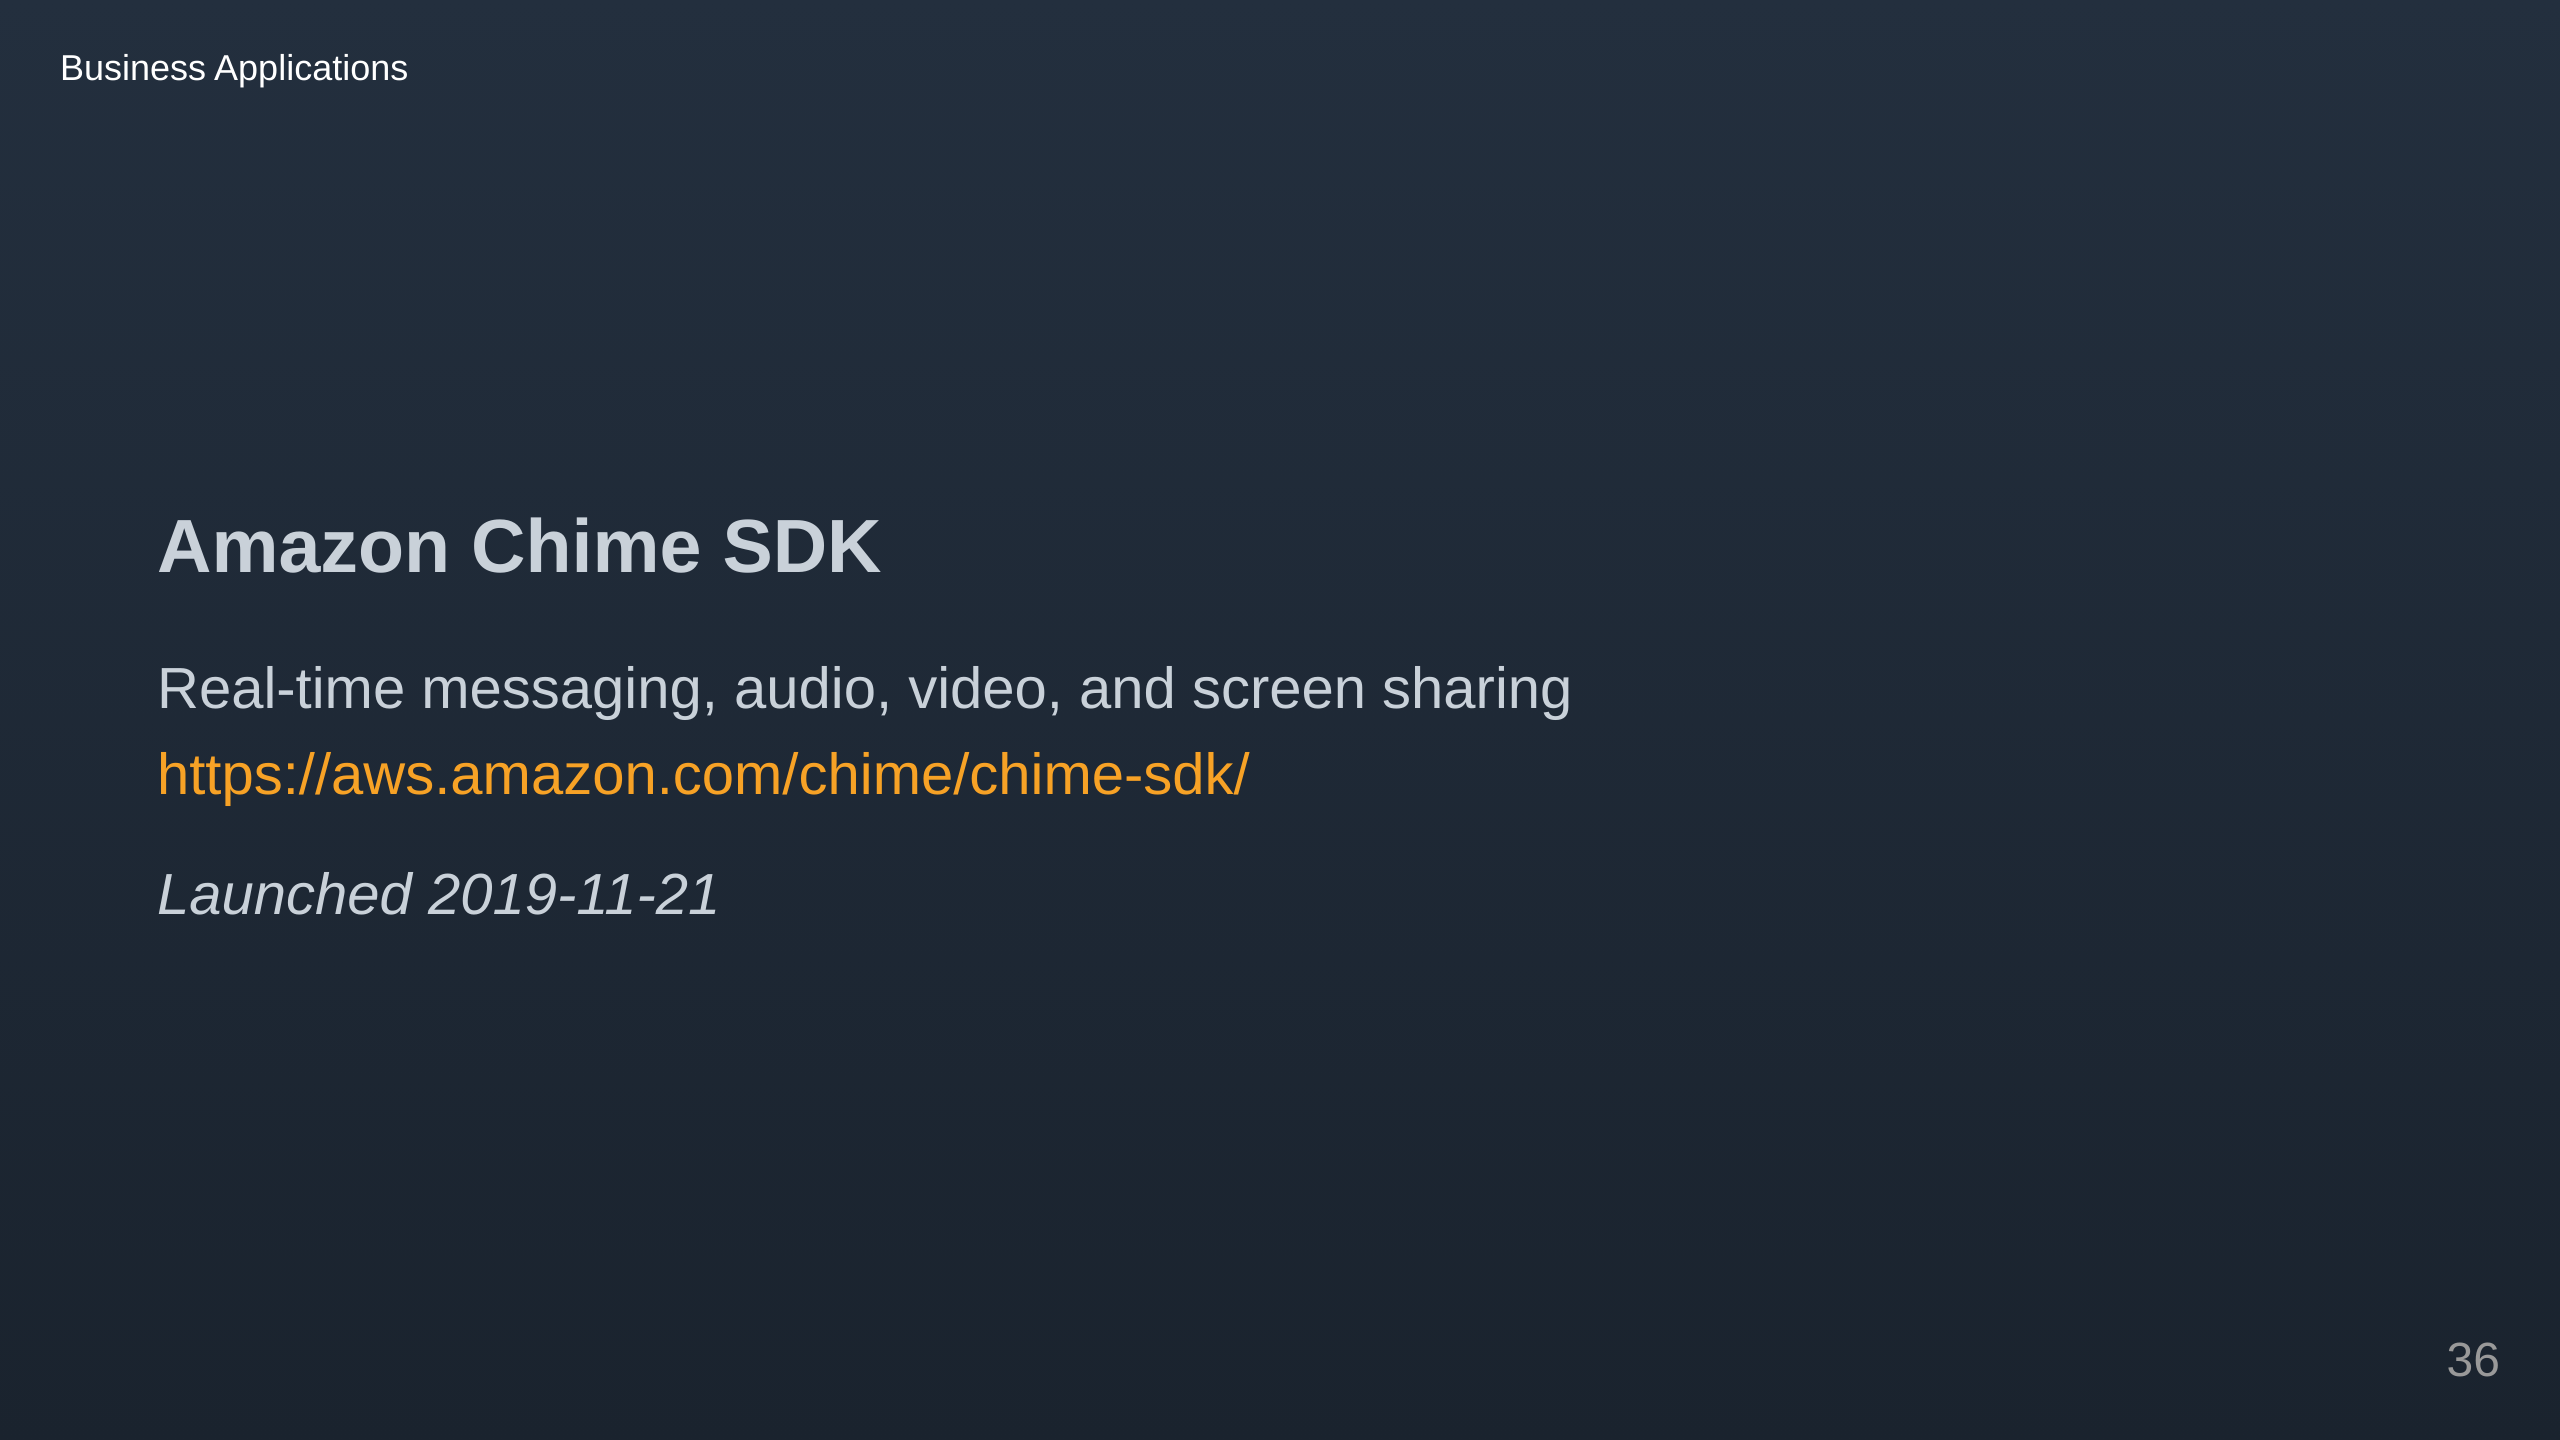 Business Applications
Amazon Chime SDK
Real-time messaging, audio, video, and screen sharing
https://aws.amazon.com/chime/chime-sdk/
Launched 2019-11-21
36